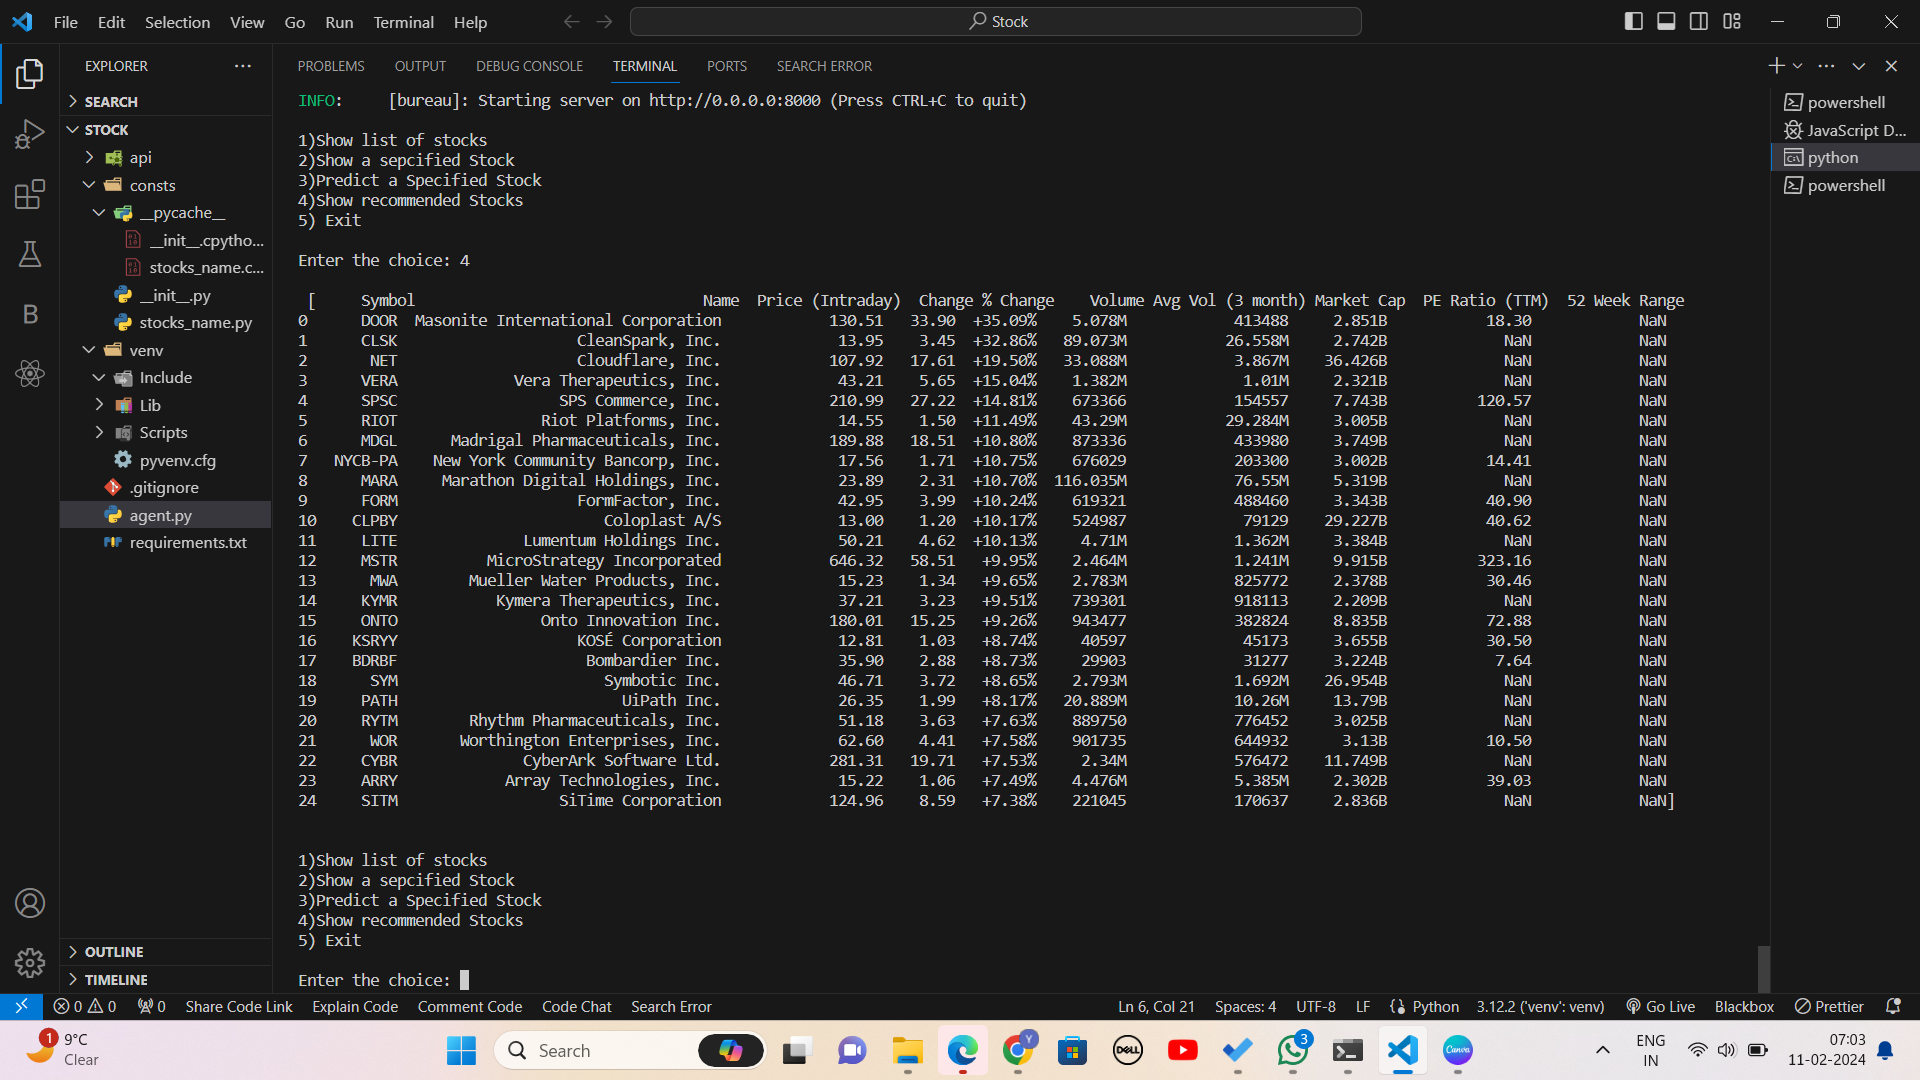 File Edit Selection View Go Run Terminal Help
Stock
EXPLORER
SEARCH
STOCK
api
consts
__pycache__
__init__.cpytho...
stocks_name.c...
__init__.py
stocks_name.py
venv
Include
Lib
Scripts
pyvenv.cfg
.gitignore
agent.py
requirements.txt
OUTLINE
TIMELINE
PROBLEMS OUTPUT DEBUG CONSOLE TERMINAL PORTS SEARCH ERROR
INFO: [bureau]: Starting server on http://0.0.0.0:8000 (Press CTRL+C to quit)
1)Show list of stocks
2)Show a sepcified Stock
3)Predict a Specified Stock
4)Show recommended Stocks
5) Exit
Enter the choice: 4
[ Symbol Name Price (Intraday) Change % Change Volume Avg Vol (3 month) Market Cap PE Ratio (TTM) 52 Week Range
0 DOOR Masonite International Corporation 130.51 33.90 +35.09% 5.078M 413488 2.851B 18.30 NaN
1 CLSK CleanSpark, Inc. 13.95 3.45 +32.86% 89.073M 26.558M 2.742B NaN NaN
2 NET Cloudflare, Inc. 107.92 17.61 +19.50% 33.088M 3.867M 36.426B NaN NaN
3 VERA Vera Therapeutics, Inc. 43.21 5.65 +15.04% 1.382M 1.01M 2.321B NaN NaN
4 SPSC SPS Commerce, Inc. 210.99 27.22 +14.81% 673366 154557 7.743B 120.57 NaN
5 RIOT Riot Platforms, Inc. 14.55 1.50 +11.49% 43.29M 29.284M 3.005B NaN NaN
6 MDGL Madrigal Pharmaceuticals, Inc. 189.88 18.51 +10.80% 873336 433980 3.749B NaN NaN
7 NYCB-PA New York Community Bancorp, Inc. 17.56 1.71 +10.75% 676029 203300 3.002B 14.41 NaN
8 MARA Marathon Digital Holdings, Inc. 23.89 2.31 +10.70% 116.035M 76.55M 5.319B NaN NaN
9 FORM FormFactor, Inc. 42.95 3.99 +10.24% 619321 488460 3.343B 40.90 NaN
10 CLPBY Coloplast A/S 13.00 1.20 +10.17% 524987 79129 29.227B 40.62 NaN
11 LITE Lumentum Holdings Inc. 50.21 4.62 +10.13% 4.71M 1.362M 3.384B NaN NaN
12 MSTR MicroStrategy Incorporated 646.32 58.51 +9.95% 2.464M 1.241M 9.915B 323.16 NaN
13 MWA Mueller Water Products, Inc. 15.23 1.34 +9.65% 2.783M 825772 2.378B 30.46 NaN
14 KYMR Kymera Therapeutics, Inc. 37.21 3.23 +9.51% 739301 918113 2.209B NaN NaN
15 ONTO Onto Innovation Inc. 180.01 15.25 +9.26% 943477 382824 8.835B 72.88 NaN
16 KSRYY KOSÉ Corporation 12.81 1.03 +8.74% 40597 45173 3.655B 30.50 NaN
17 BDRBF Bombardier Inc. 35.90 2.88 +8.73% 29903 31277 3.224B 7.64 NaN
18 SYM Symbotic Inc. 46.71 3.72 +8.65% 2.793M 1.692M 26.954B NaN NaN
19 PATH UiPath Inc. 26.35 1.99 +8.17% 20.889M 10.26M 13.79B NaN NaN
20 RYTM Rhythm Pharmaceuticals, Inc. 51.18 3.63 +7.63% 889750 776452 3.025B NaN NaN
21 WOR Worthington Enterprises, Inc. 62.60 4.41 +7.58% 901735 644932 3.13B 10.50 NaN
22 CYBR CyberArk Software Ltd. 281.31 19.71 +7.53% 2.34M 576472 11.749B NaN NaN
23 ARRY Array Technologies, Inc. 15.22 1.06 +7.49% 4.476M 5.385M 2.302B 39.03 NaN
24 SITM SiTime Corporation 124.96 8.59 +7.38% 221045 170637 2.836B NaN NaN]
1)Show list of stocks
2)Show a sepcified Stock
3)Predict a Specified Stock
4)Show recommended Stocks
5) Exit
Enter the choice:
powershell
JavaScript D...
python
powershell
0 0 0 Share Code Link Explain Code Comment Code Code Chat Search Error Ln 6, Col 21 Spaces: 4 UTF-8 LF Python 3.12.2 ('venv': venv) Go Live Blackbox Prettier
1 9°C
Clear
Search
DELL
Y
3
Canva
ENG
IN
07:03
11-02-2024